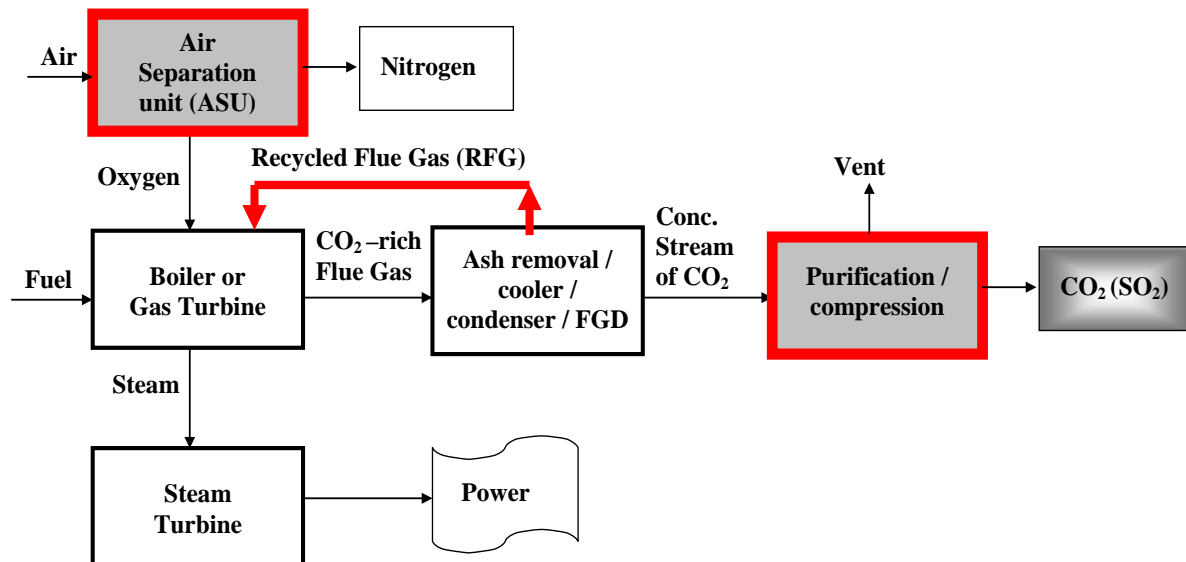 Air
Air
Separation
unit (ASU)
Nitrogen
Oxygen
Recycled Flue Gas (RFG)
Vent
Fuel
Boiler or
Gas Turbine
CO₂ –rich
Flue Gas
Ash removal /
cooler /
condenser / FGD
Conc.
Stream
of CO₂
Purification /
compression
CO₂ (SO₂)
Steam
Steam
Turbine
Power